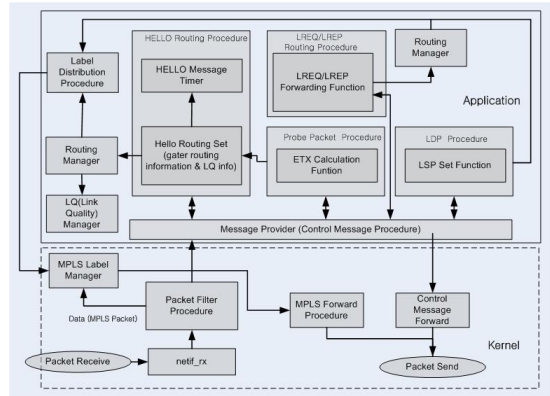 HELLO Routing Procedure
HELLO Message
Timer
Hello Routing Set
(gater routing
information & LQ info)
LREQ/LREP
Routing Procedure
LREQ/LREP
Forwarding Function
Routing
Manager
Application
Label
Distribution
Procedure
Routing
Manager
LQ(Link
Quality)
Manager
Probe Packet Procedure
ETX Calculation
Funtion
LDP Procedure
LSP Set Function
Message Provider (Control Message Procedure)
MPLS Label
Manager
Data (MPLS Packet)
Packet Filter
Procedure
MPLS Forward
Procedure
Control
Message
Forward
Kernel
Packet Receive
netif_rx
Packet Send